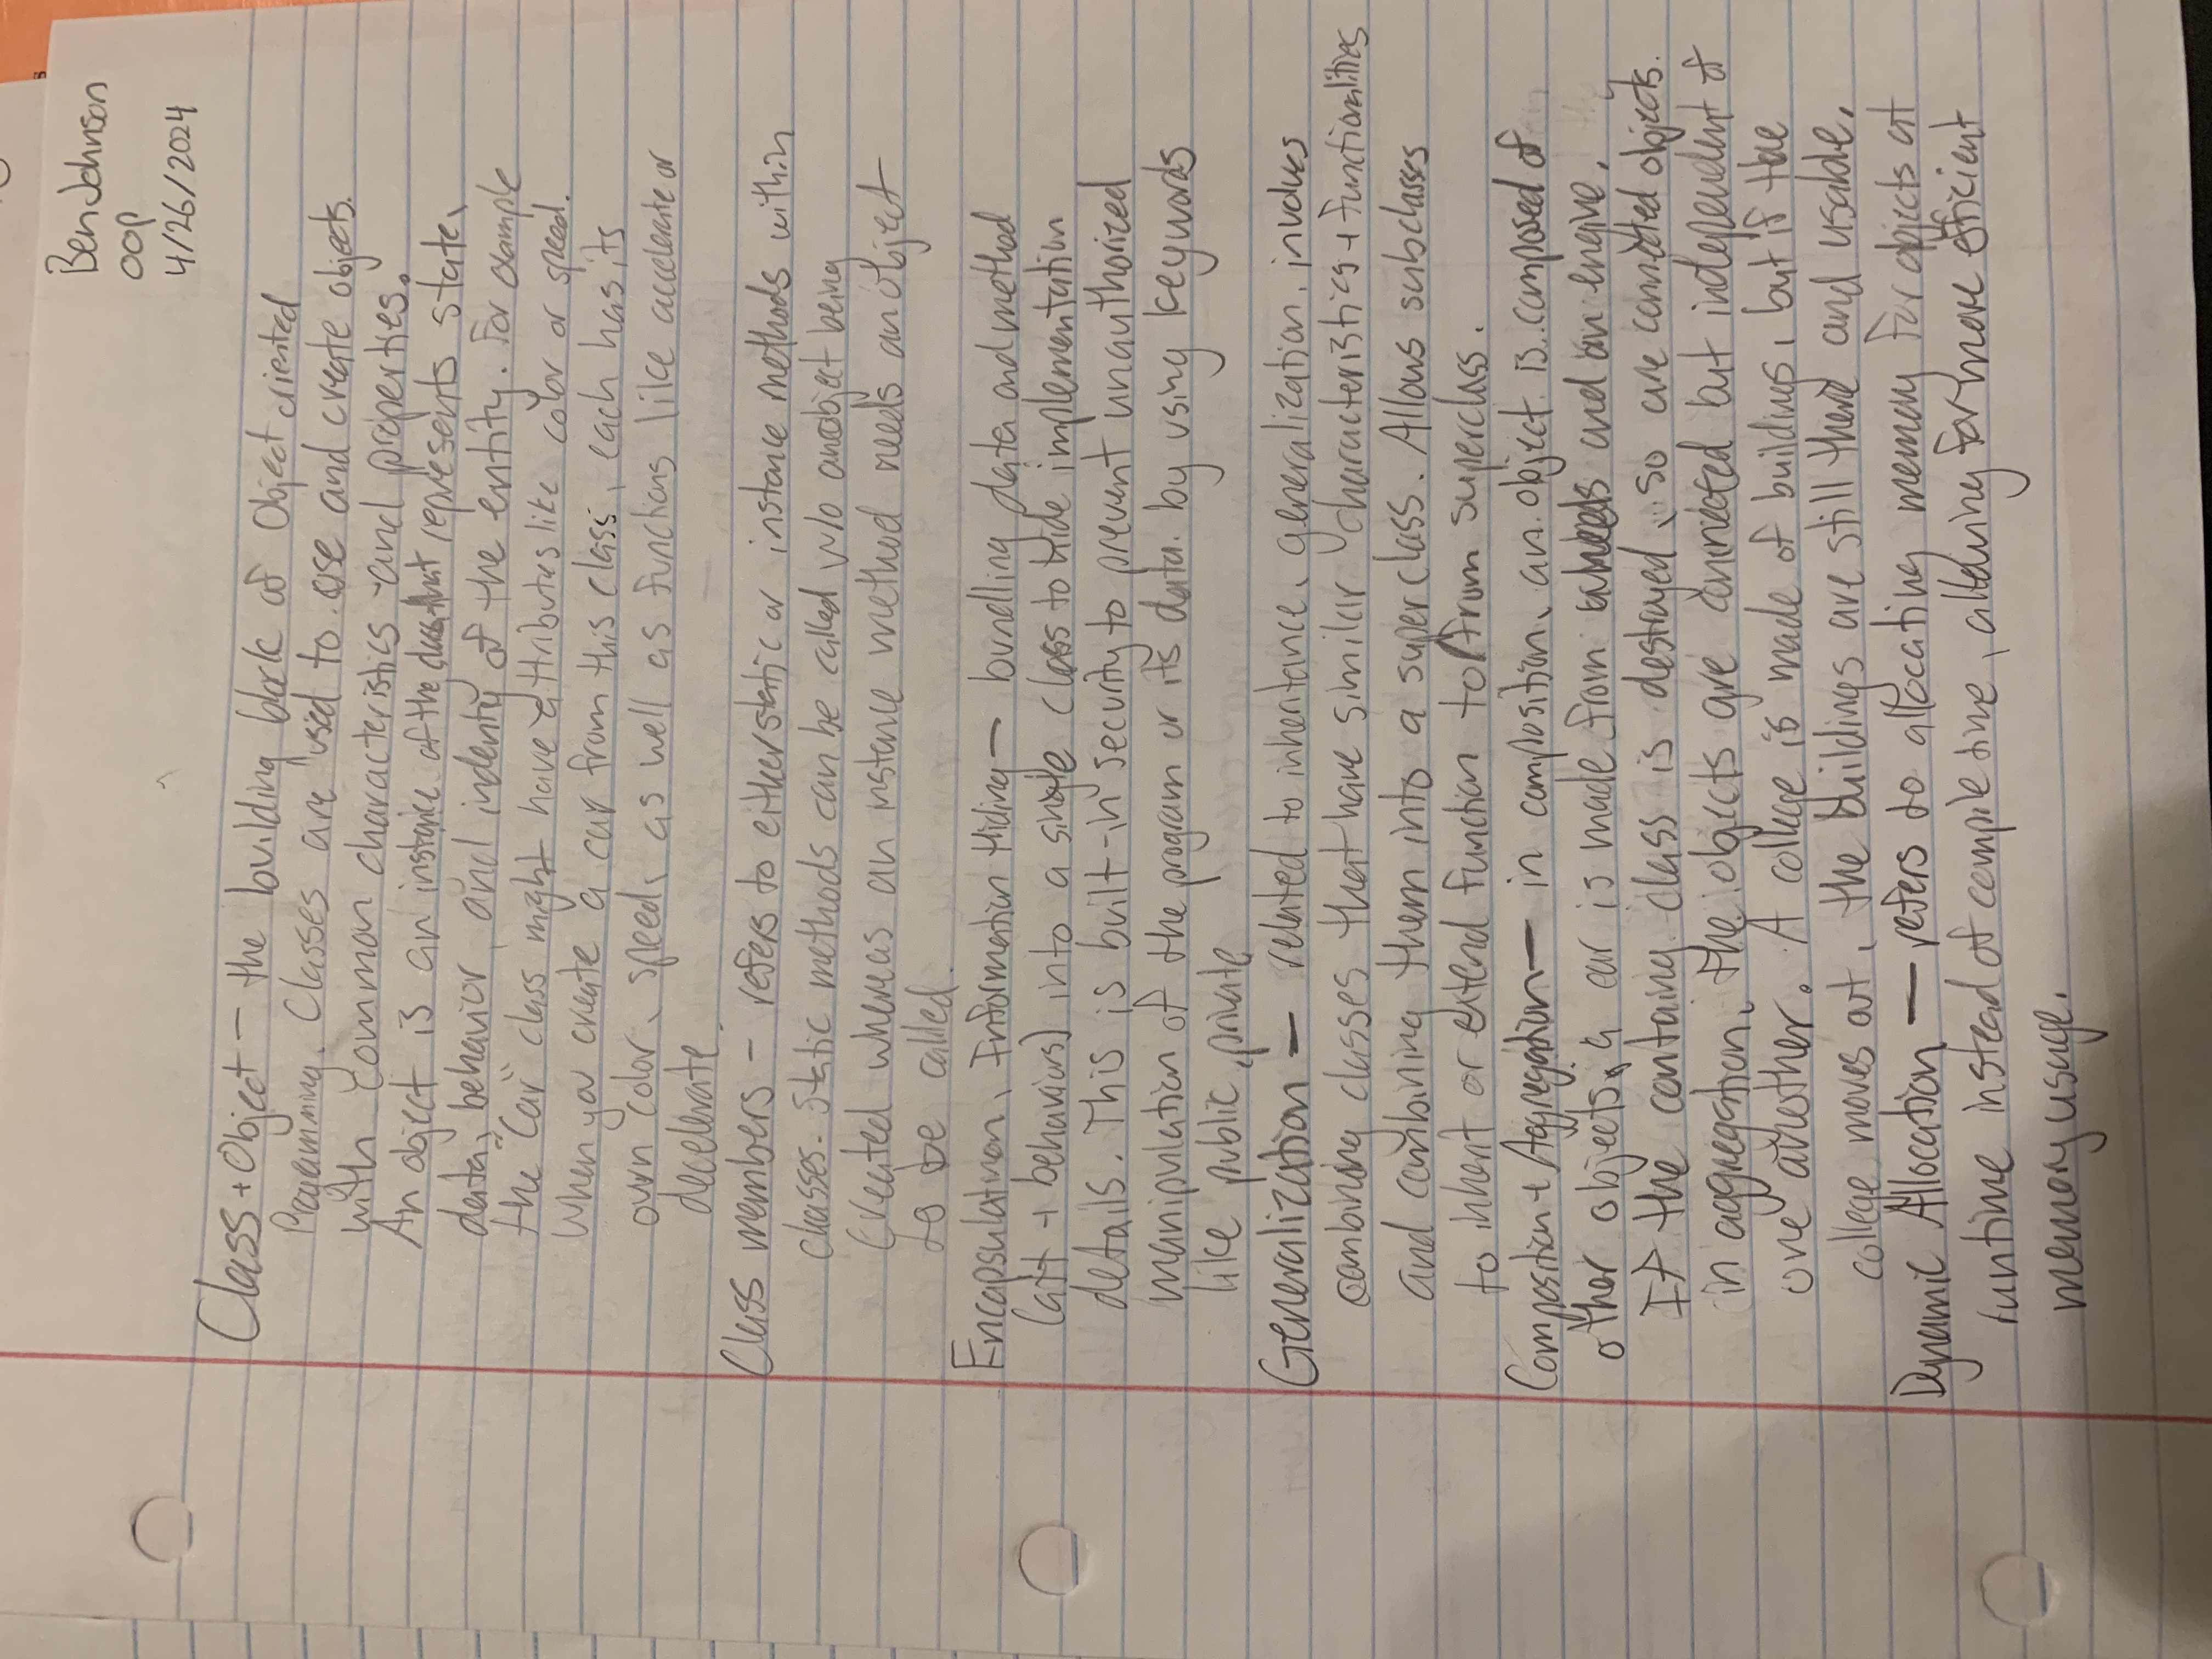 Ben Johnson
OOP
4/26/2024
Class + Object - the building block of Object oriented
Programming. Classes are used to use and create objects.
with common characteristics and properties.
An object is an instance of the class that represents state,
data, behavior, and indenty of the entity. For example
the "Car" class might have attributes like color or speed.
When you create a car from this class, each has its
own color, speed, as well as functions like accelerate or
decelerate.
Class members - refers to either static or instance methods within
classes. Static methods can be called w/o an object being
created whereas an instance method needs an object
to be called.
Encapsulation, Information Hiding - bundling data and method
(att + behaviors) into a single class to hide implementation
details. This is built-in security to prevent unauthorized
manipulation of the program or its data. by using keywords
like public, private
Generalization - related to inheritance, generalization, involves
combining classes that have similar characteristics + functionalities
and combining them into a superclass. Allows subclasses
to inherit or extend function to/from superclass.
Composition + Aggregation - in composition, an object is composed of
other objects, a car is made from wheels and an engine.
If the containg class is destroyed, so are connected objects.
in aggregation, the objects are connected but independent of
one another. A college is made of buildings, but if the
college moves out, the buildings are still there and usable.
Dynamic Allocation - refers to allocating memory for objects at
runtime instead of compile time, allowing for more efficient
memory usage.